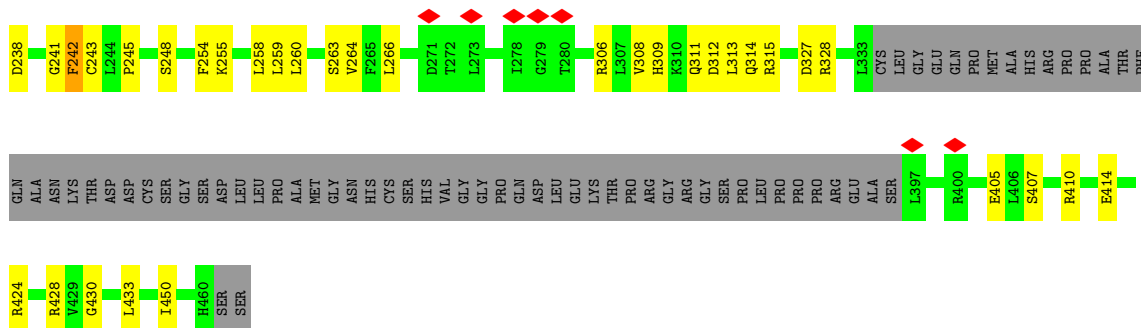 D238 G241 F242 C243 L244 P245 S248 F254 K255 L258 L259 L260 S263 V264 F265 L266 D271 T272 L273 I278 G279 T280 R306 L307 V308 H309 K310 Q311 D312 L313 Q314 R315 D327 R328 L333 CYS LEU GLY GLU GLN PRO MET ALA HIS ARG PRO PRO ALA THR PHE
GLN ALA ASN LYS THR ASP ASP CYS SER GLY SER ASP LEU LEU PRO ALA MET GLY ASN HIS CYS SER HIS VAL GLY GLY PRO GLN ASP LEU GLU LYS THR PRO ARG GLY ARG GLY SER PRO LEU PRO PRO PRO ARG GLU ALA SER L397 R400 E405 L406 S407 R410 E414
R424 R428 V429 G430 L433 I450 H460 SER SER